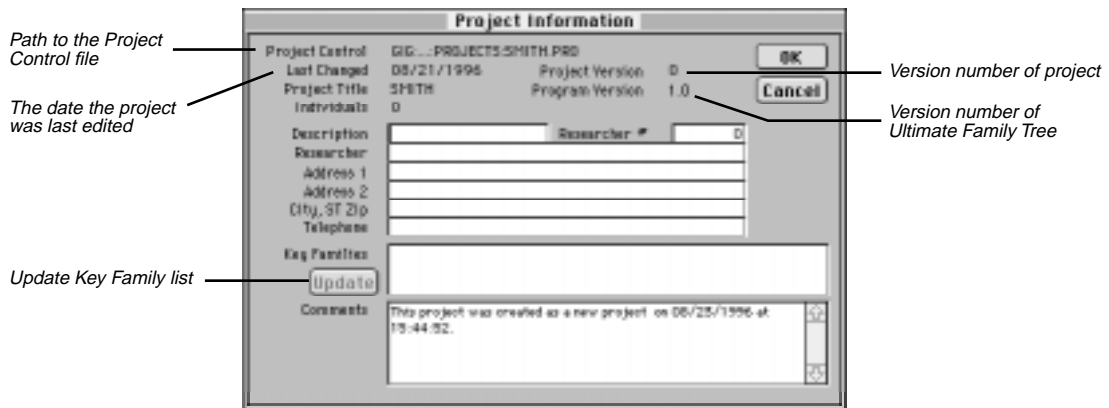 Project Information
Path to the Project
Control file
Project Control GIG:...:PROJECTS:SMITH.PRO
OK
Last Changed 08/21/1996 Project Version 0
Version number of project
The date the project
was last edited
Project Title SMITH Program Version 1.0
Cancel
Version number of
Ultimate Family Tree
Individuals 0
Description Researcher # 0
Researcher
Address 1
Address 2
City, ST Zip
Telephone
Key Families
Update Key Family list
Update
Comments
This project was created as a new project on 08/23/1996 at
15:44:52.